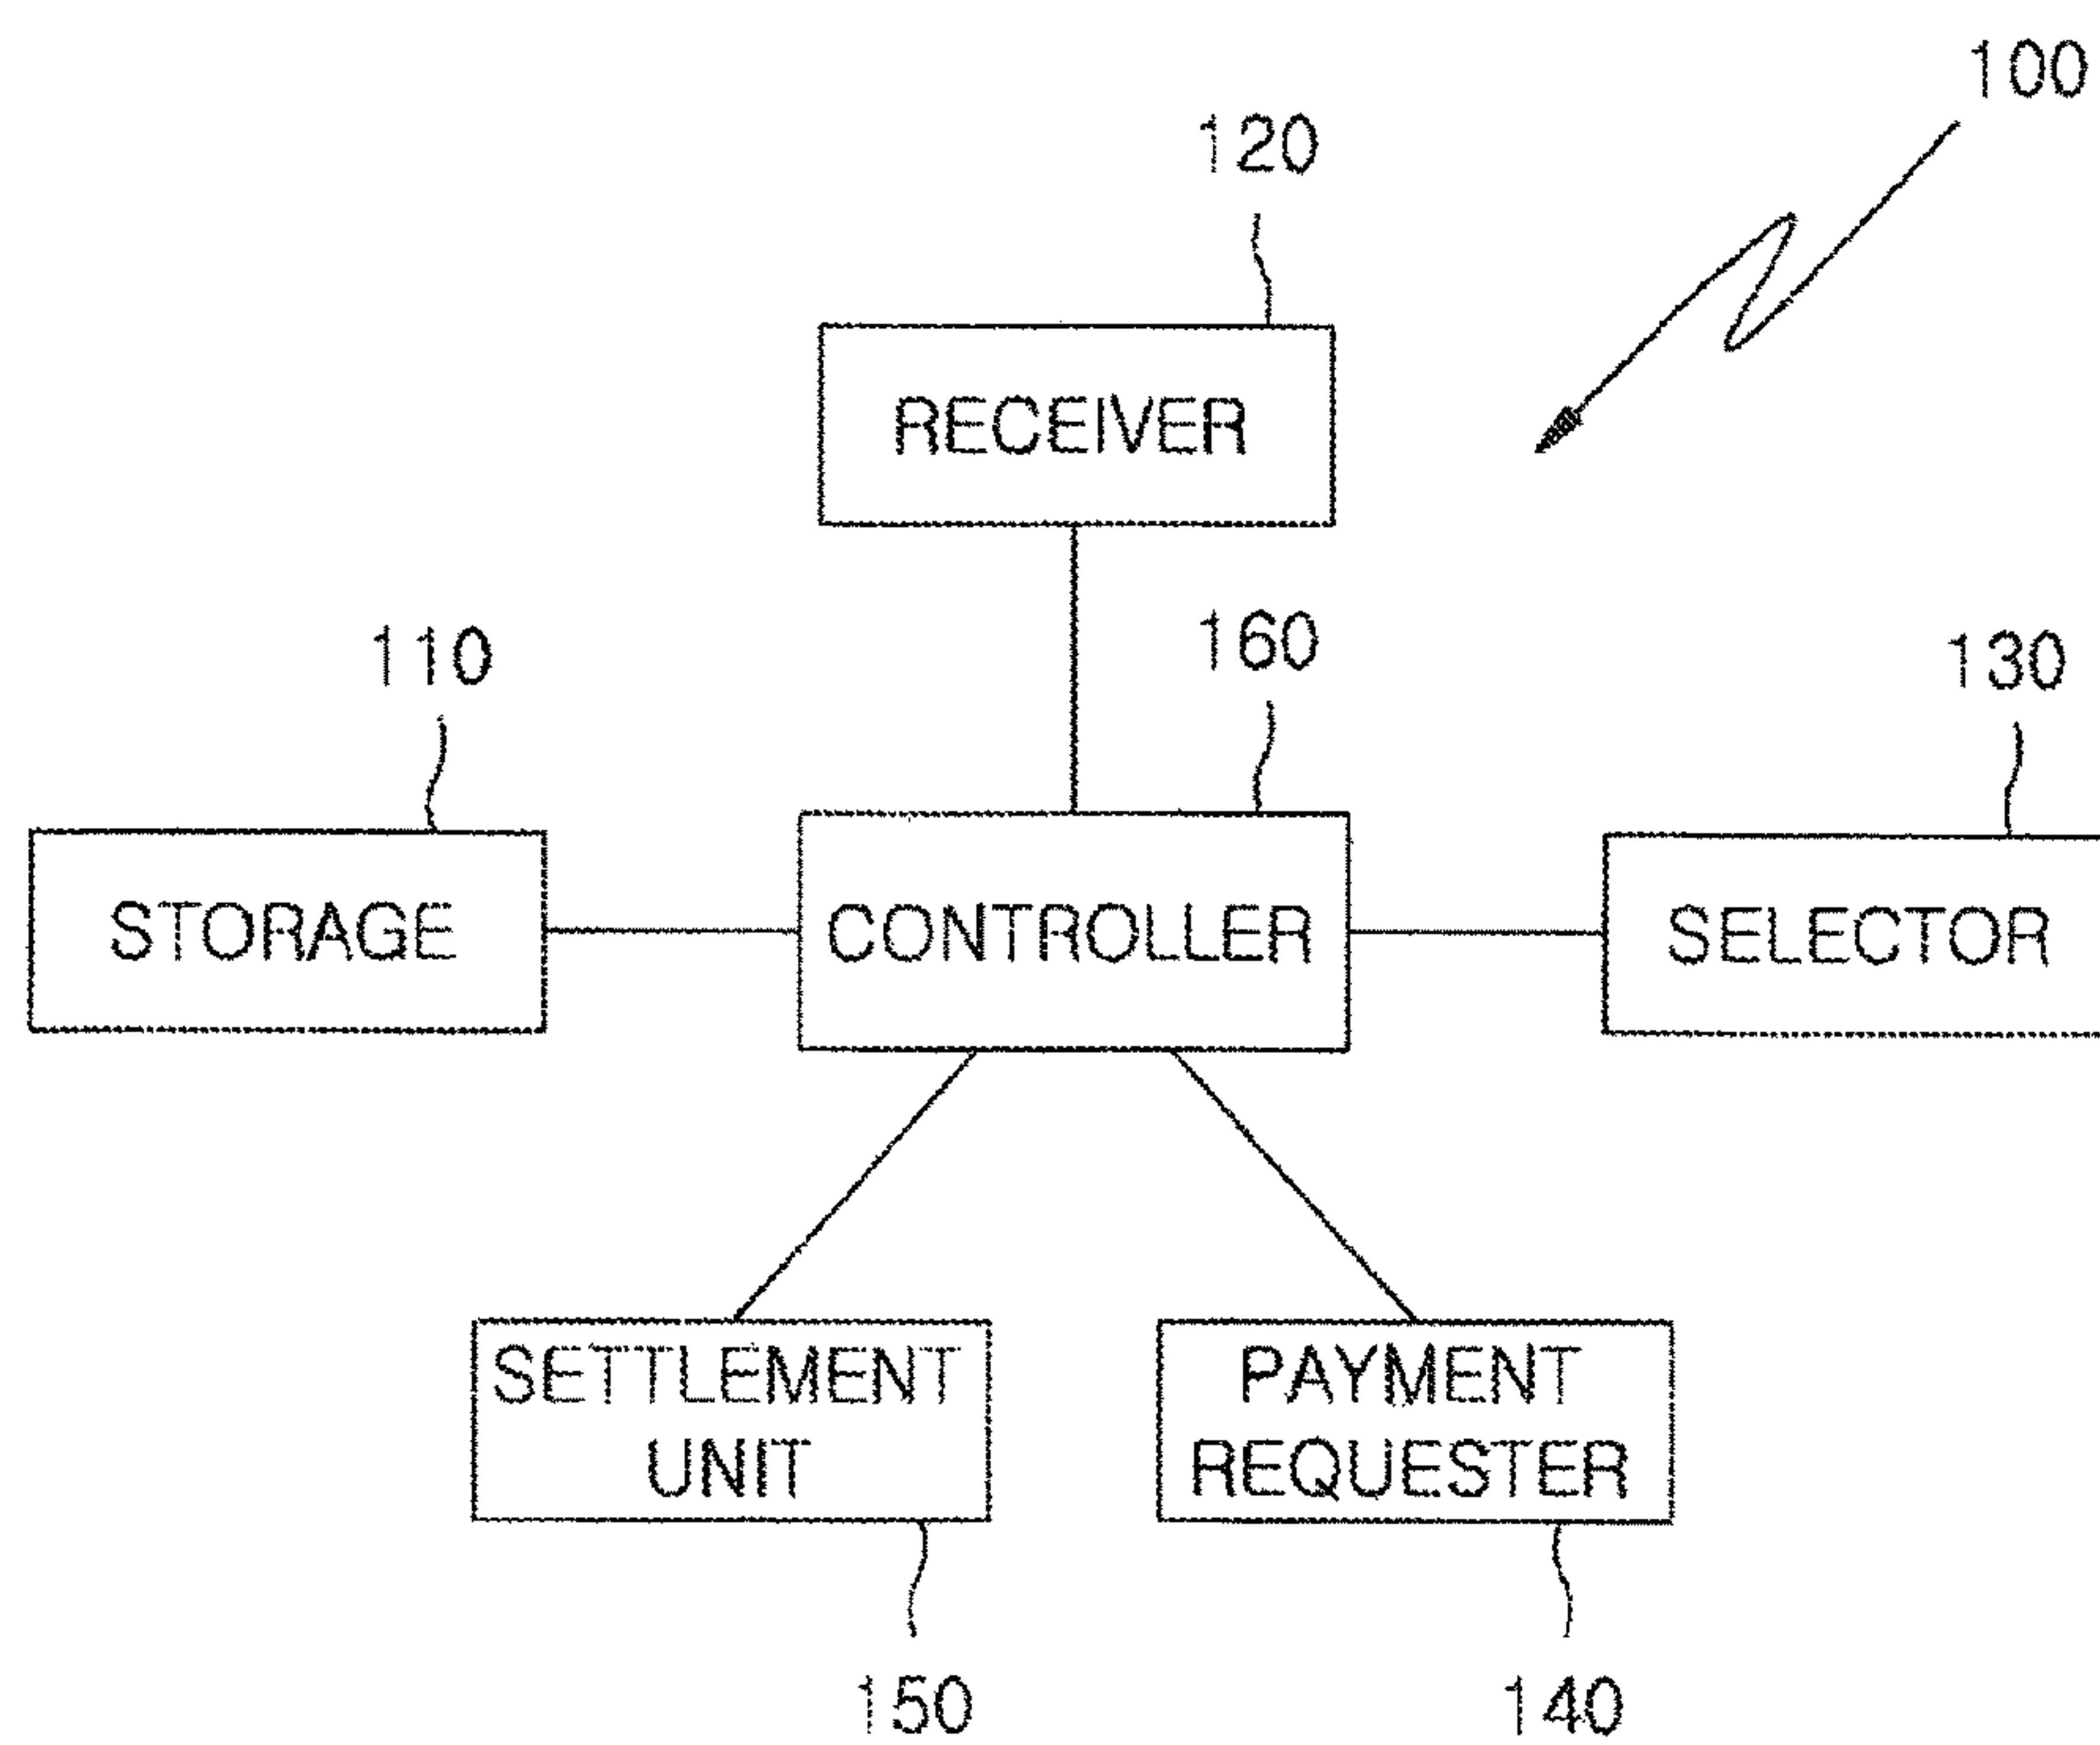 100
120
RECEIVER
110
160
130
STORAGE
CONTROLLER
SELECTOR
SETTLEMENT
UNIT
PAYMENT
REQUESTER
150
140